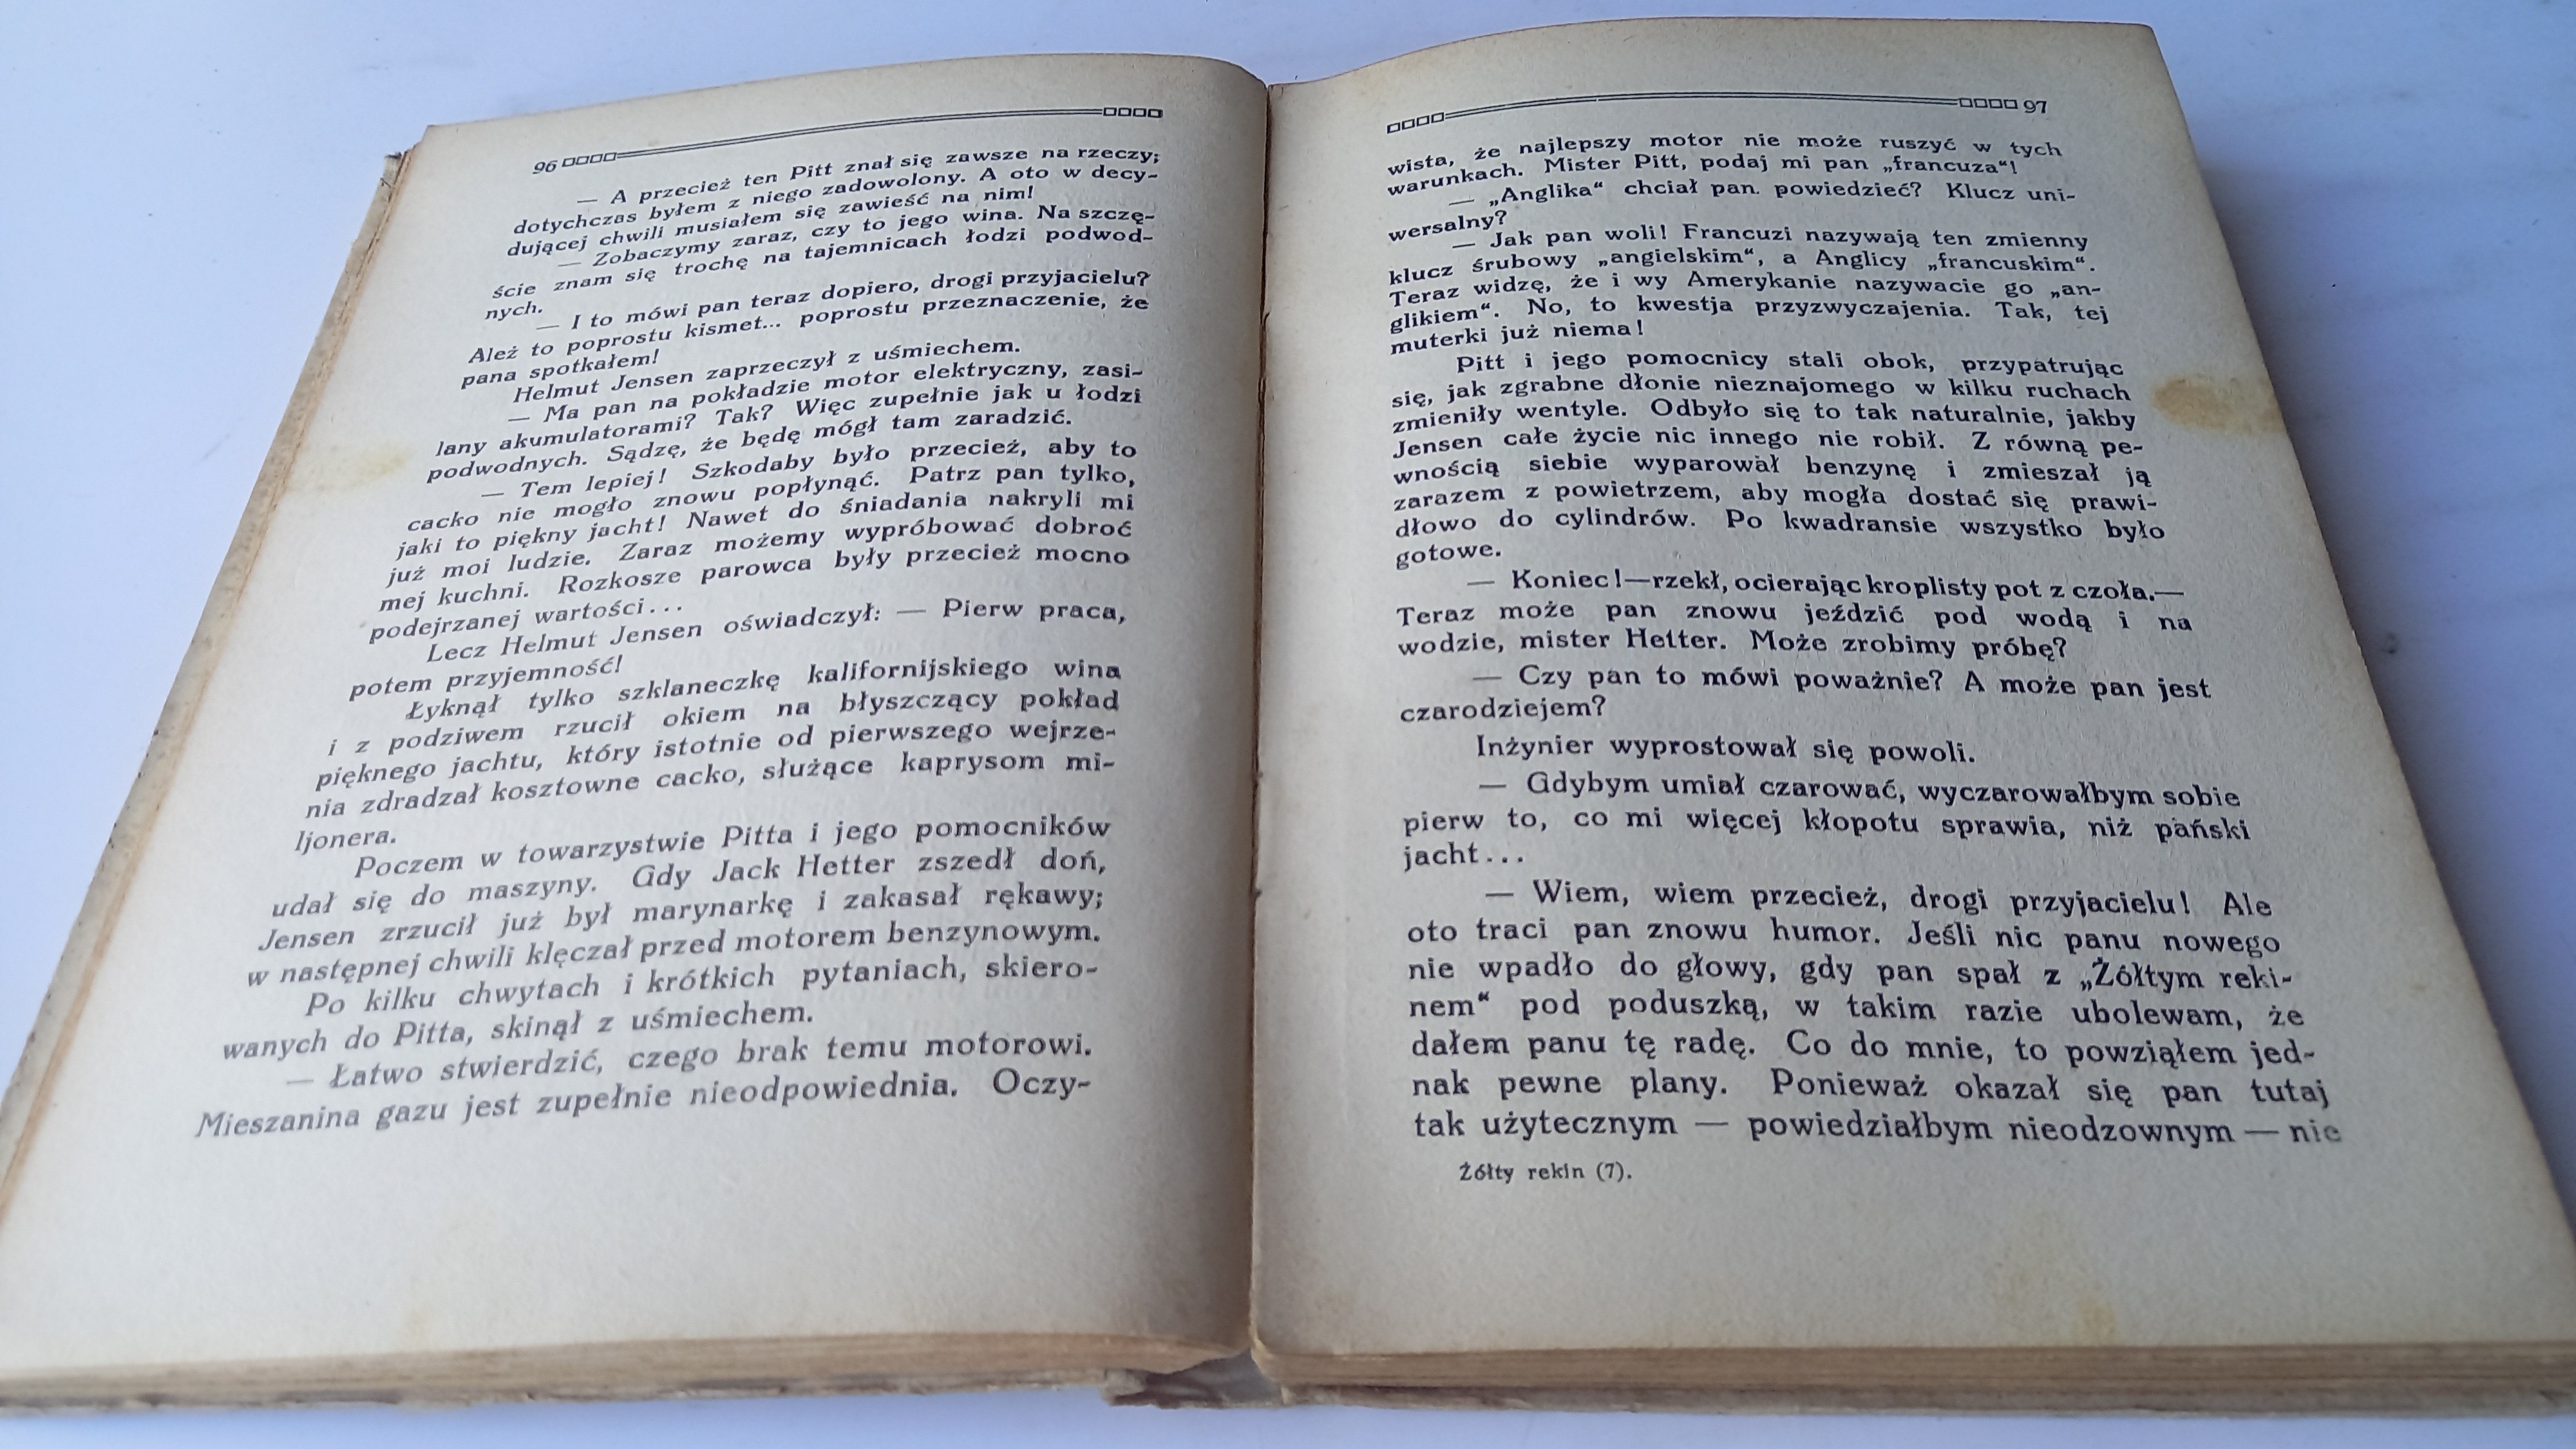 96
— A przecież ten Pitt znał się zawsze na rzeczy;
dotychczas byłem z niego zadowolony. A oto w decy-
dującej chwili musiałem się zawieść na nim!
— Zobaczymy zaraz, czy to jego wina. Na szczę-
ście znam się trochę na tajemnicach łodzi podwod-
nych.
— I to mówi pan teraz dopiero, drogi przyjacielu?
Ależ to poprostu kismet... poprostu przeznaczenie, że
pana spotkałem!
Helmut Jensen zaprzeczył z uśmiechem.
— Ma pan na pokładzie motor elektryczny, zasi-
lany akumulatorami? Tak? Więc zupełnie jak u łodzi
podwodnych. Sądzę, że będę mógł tam zaradzić.
— Tem lepiej! Szkodaby było przecież, aby to
cacko nie mogło znowu popłynąć. Patrz pan tylko,
jaki to piękny jacht! Nawet do śniadania nakryli mi
już moi ludzie. Zaraz możemy wypróbować dobroć
mej kuchni. Rozkosze parowca były przecież mocno
podejrzanej wartości...
Lecz Helmut Jensen oświadczył: — Pierw praca,
potem przyjemność!
Łyknął tylko szklaneczkę kalifornijskiego wina
i z podziwem rzucił okiem na błyszczący pokład
pięknego jachtu, który istotnie od pierwszego wejrze-
nia zdradzał kosztowne cacko, służące kaprysom mi-
ljonera.
Poczem w towarzystwie Pitta i jego pomocników
udał się do maszyny. Gdy Jack Hetter zszedł doń,
Jensen zrzucił już był marynarkę i zakasał rękawy;
w następnej chwili klęczał przed motorem benzynowym.
Po kilku chwytach i krótkich pytaniach, skiero-
wanych do Pitta, skinął z uśmiechem.
— Łatwo stwierdzić, czego brak temu motorowi.
Mieszanina gazu jest zupełnie nieodpowiednia. Oczy-
97
wista, że najlepszy motor nie może ruszyć w tych
warunkach. Mister Pitt, podaj mi pan „francuza“!
— „Anglika“ chciał pan. powiedzieć? Klucz uni-
wersalny?
— Jak pan woli! Francuzi nazywają ten zmienny
klucz śrubowy „angielskim“, a Anglicy „francuskim“.
Teraz widzę, że i wy Amerykanie nazywacie go „an-
glikiem“. No, to kwestja przyzwyczajenia. Tak, tej
muterki już niema!
Pitt i jego pomocnicy stali obok, przypatrując
się, jak zgrabne dłonie nieznajomego w kilku ruchach
zmieniły wentyle. Odbyło się to tak naturalnie, jakby
Jensen całe życie nic innego nie robił. Z równą pe-
wnością siebie wyparował benzynę i zmieszał ją
zarazem z powietrzem, aby mogła dostać się prawi-
dłowo do cylindrów. Po kwadransie wszystko było
gotowe.
— Koniec!—rzekł, ocierając kroplisty pot z czoła.—
Teraz może pan znowu jeździć pod wodą i na
wodzie, mister Hetter. Może zrobimy próbę?
— Czy pan to mówi poważnie? A może pan jest
czarodziejem?
Inżynier wyprostował się powoli.
— Gdybym umiał czarować, wyczarowałbym sobie
pierw to, co mi więcej kłopotu sprawia, niż pański
jacht...
— Wiem, wiem przecież, drogi przyjacielu! Ale
oto traci pan znowu humor. Jeśli nic panu nowego
nie wpadło do głowy, gdy pan spał z „Żółtym reki-
nem“ pod poduszką, w takim razie ubolewam, że
dałem panu tę radę. Co do mnie, to powziąłem jed-
nak pewne plany. Ponieważ okazał się pan tutaj
tak użytecznym — powiedziałbym nieodzownym — nie
Żółty rekin (7).